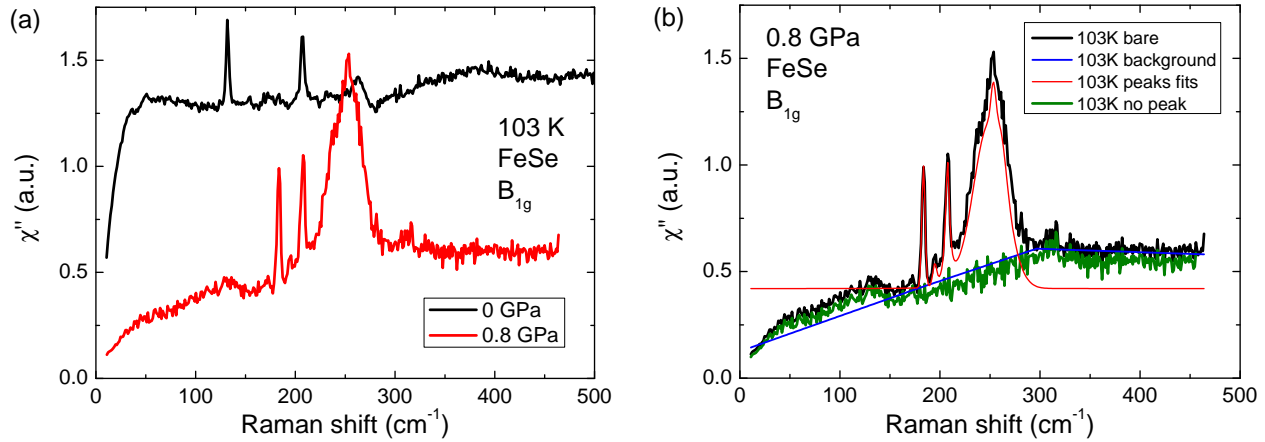 (a)
1.5
1.0
0.5
0.0
χ'' (a.u.)
103 K
FeSe
B1g
0 GPa
0.8 GPa
0 100 200 300 400 500
Raman shift (cm-1)
(b)
1.5
1.0
0.5
0.0
χ'' (a.u.)
0.8 GPa
FeSe
B1g
103K bare
103K background
103K peaks fits
103K no peak
0 100 200 300 400 500
Raman shift (cm-1)